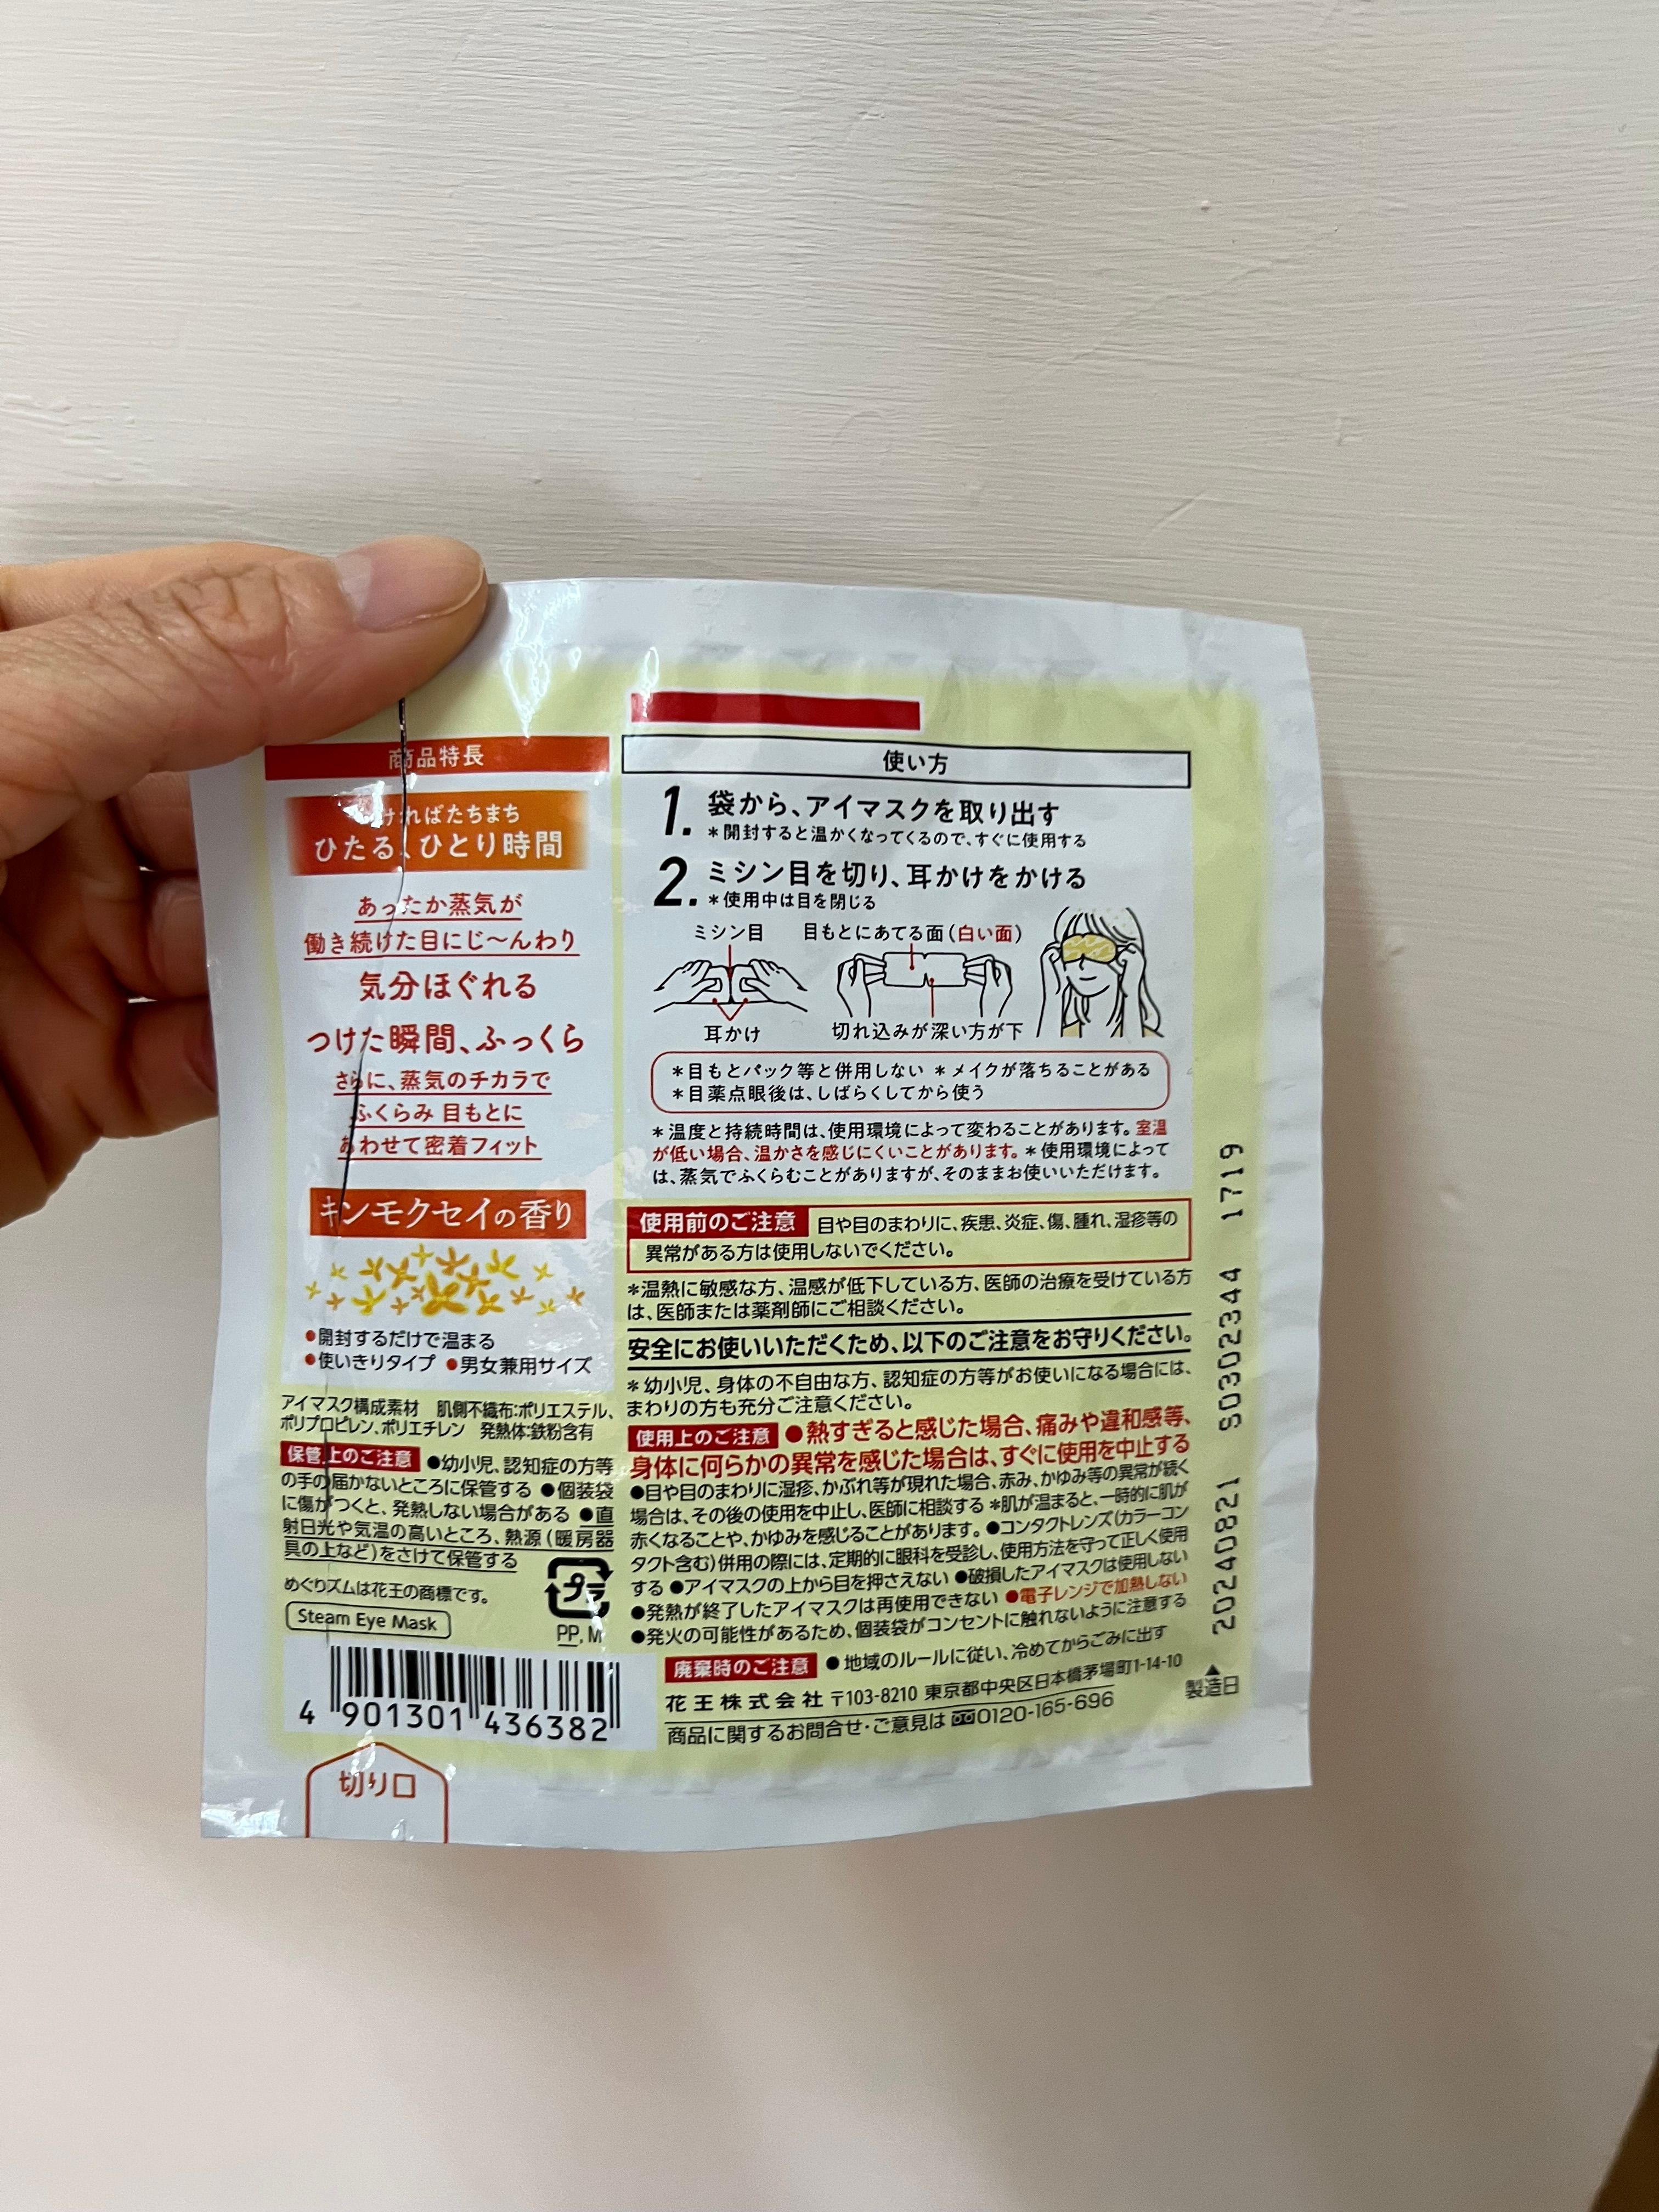 商品特長
ければたちまち
ひたる、ひとり時間
あったか蒸気が
働き続けた目にじ～んわり
気分ほぐれる
つけた瞬間、ふっくら
さらに、蒸気のチカラで
ふくらみ 目もとに
あわせて密着フィット
キンモクセイの香り
●開封するだけで温まる
●使いきりタイプ ●男女兼用サイズ
アイマスク構成素材 肌側不織布:ポリエステル、
ポリプロピレン、ポリエチレン 発熱体:鉄粉含有
保管上のご注意 ●幼小児、認知症の方等
の手の届かないところに保管する ●個装袋
に傷がつくと、発熱しない場合がある ●直
射日光や気温の高いところ、熱源(暖房器
具の上など)をさけて保管する
めぐりズムは花王の商標です。
Steam Eye Mask
プラ
PP, M
4 901301 436382
切り口
使い方
1. 袋から、アイマスクを取り出す
＊開封すると温かくなってくるので、すぐに使用する
2. ミシン目を切り、耳かけをかける
＊使用中は目を閉じる
ミシン目 目もとにあてる面(白い面)
耳かけ 切れ込みが深い方が下
＊目もとパック等と併用しない ＊メイクが落ちることがある
＊目薬点眼後は、しばらくしてから使う
＊温度と持続時間は、使用環境によって変わることがあります。室温
が低い場合、温かさを感じにくいことがあります。＊使用環境によって
は、蒸気でふくらむことがありますが、そのままお使いいただけます。
使用前のご注意 目や目のまわりに、疾患、炎症、傷、腫れ、湿疹等の
異常がある方は使用しないでください。
＊温熱に敏感な方、温感が低下している方、医師の治療を受けている方
は、医師または薬剤師にご相談ください。
安全にお使いいただくため、以下のご注意をお守りください。
＊幼小児、身体の不自由な方、認知症の方等がお使いになる場合には、
まわりの方も充分ご注意ください。
使用上のご注意 ●熱すぎると感じた場合、痛みや違和感等、
身体に何らかの異常を感じた場合は、すぐに使用を中止する
●目や目のまわりに湿疹、かぶれ等が現れた場合、赤み、かゆみ等の異常が続く
場合は、その後の使用を中止し、医師に相談する ＊肌が温まると、一時的に肌が
赤くなることや、かゆみを感じることがあります。●コンタクトレンズ(カラーコン
タクト含む)併用の際には、定期的に眼科を受診し、使用方法を守って正しく使用
する ●アイマスクの上から目を押さえない ●破損したアイマスクは使用しない
●発熱が終了したアイマスクは再使用できない ●電子レンジで加熱しない
●発火の可能性があるため、個装袋がコンセントに触れないように注意する
廃棄時のご注意 ●地域のルールに従い、冷めてからごみに出す
花王株式会社 〒103-8210 東京都中央区日本橋茅場町1-14-10
商品に関するお問合せ・ご意見は 0120-165-696
20240821 S0302344 1719
▲
製造日